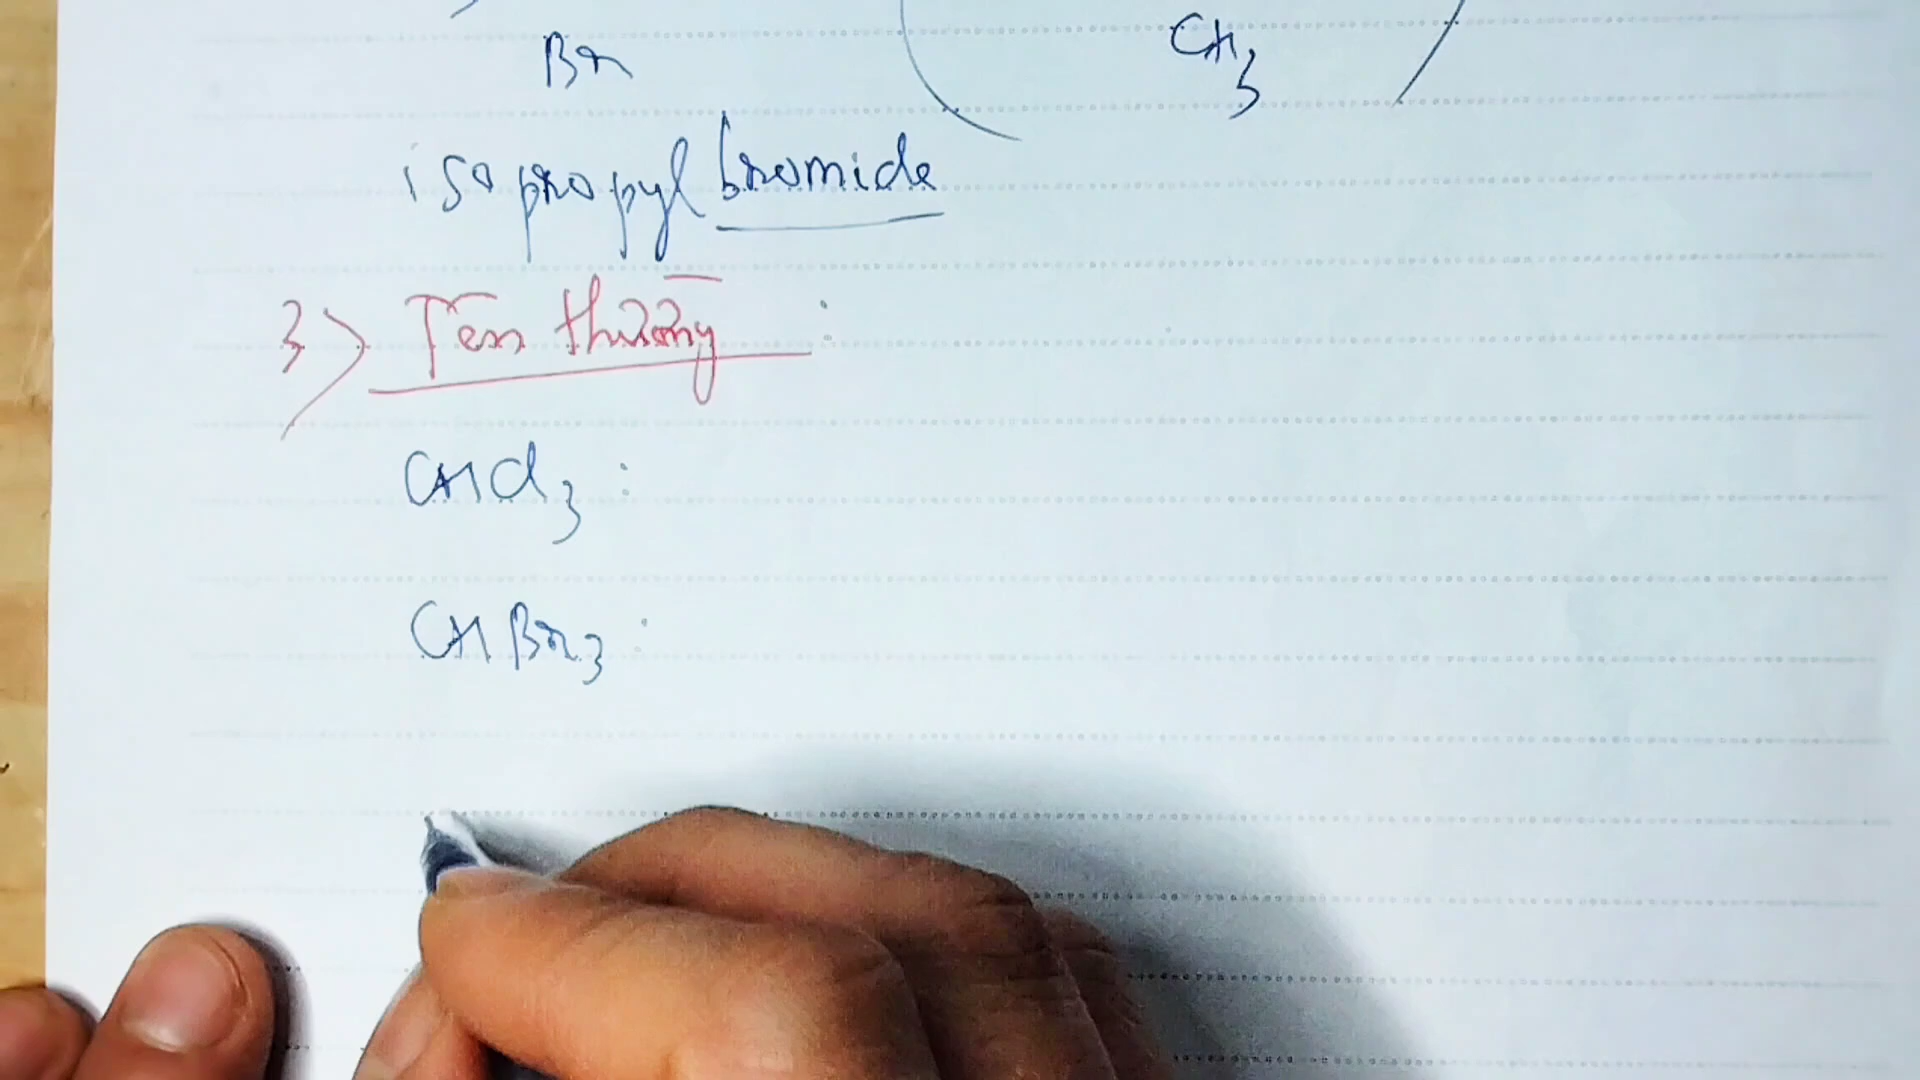 Br
CH3
isopropyl bromide
3) Tên thường :
CHCl3 :
CHBr3 :